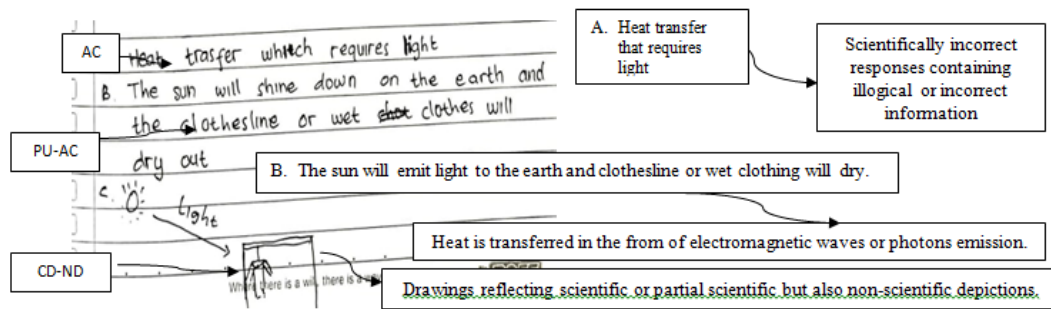 AC
Heat trasfer which requires light
B. The sun will shine down on the earth and
the clothesline or wet clothes will
dry out
PU-AC
C.
Light
CD-ND
Where there is a will, there is a
A. Heat transfer
that requires
light
Scientifically incorrect
responses containing
illogical or incorrect
information
B. The sun will emit light to the earth and clothesline or wet clothing will dry.
Heat is transferred in the from of electromagnetic waves or photons emission.
Drawings reflecting scientific or partial scientific but also non-scientific depictions.